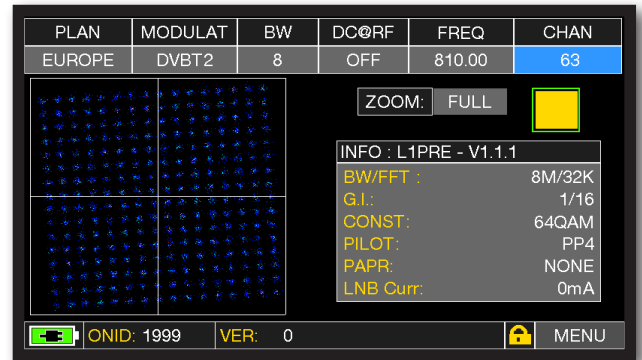 PLAN MODULAT BW DC@RF FREQ CHAN
EUROPE DVBT2 8 OFF 810.00 63
ZOOM: FULL
INFO : L1PRE - V1.1.1
BW/FFT : 8M/32K
G.I.: 1/16
CONST: 64QAM
PILOT: PP4
PAPR: NONE
LNB Curr: 0mA
ONID: 1999 VER: 0 MENU